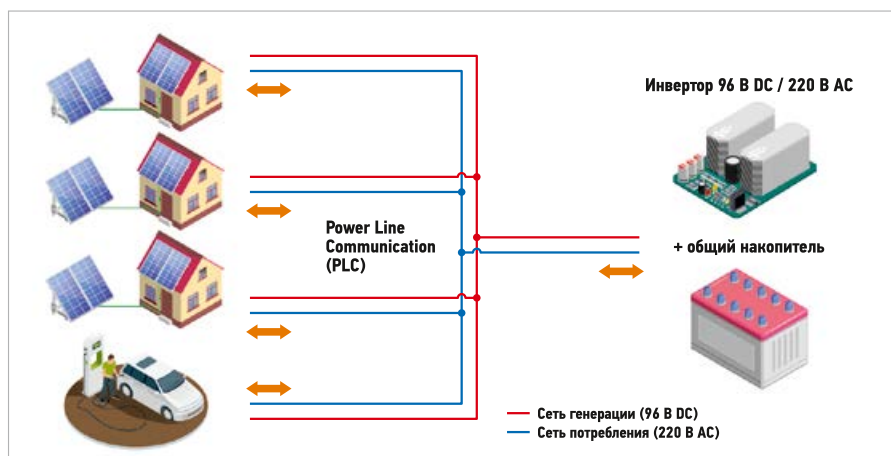 Инвертор 96 В DC / 220 В AC
Power Line
Communication
(PLC)
+ общий накопитель
Сеть генерации (96 В DC)
Сеть потребления (220 В AC)